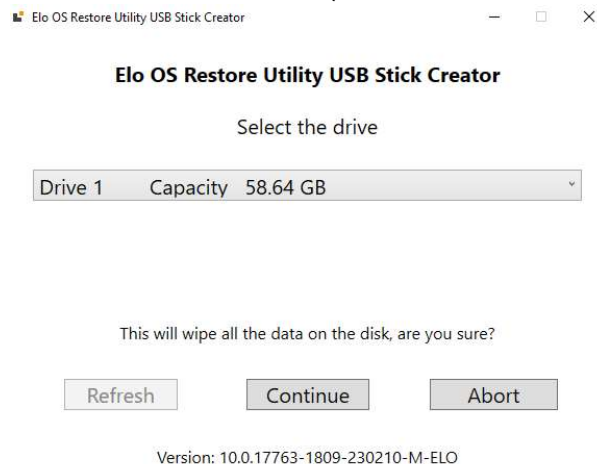 Elo OS Restore Utility USB Stick Creator
Elo OS Restore Utility USB Stick Creator
Select the drive
Drive 1 Capacity 58.64 GB
This will wipe all the data on the disk, are you sure?
Refresh Continue Abort
Version: 10.0.17763-1809-230210-M-ELO